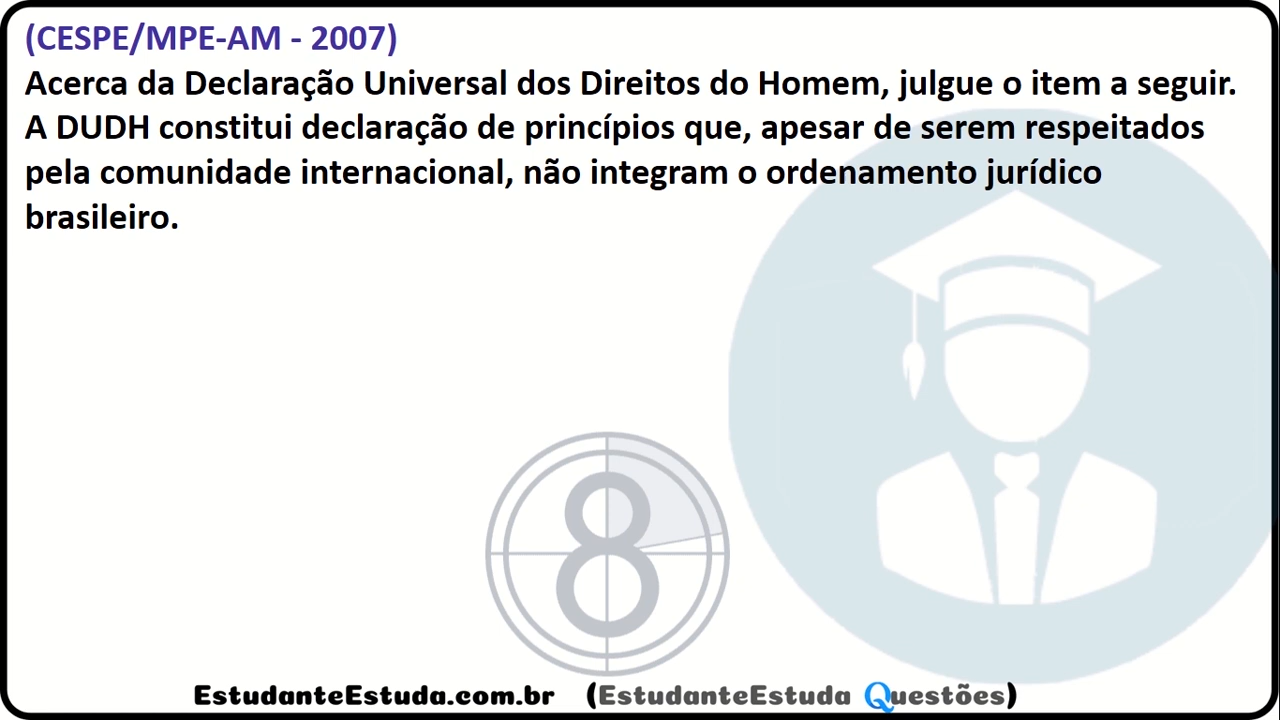 (CESPE/MPE-AM - 2007)
Acerca da Declaração Universal dos Direitos do Homem, julgue o item a seguir.
A DUDH constitui declaração de princípios que, apesar de serem respeitados
pela comunidade internacional, não integram o ordenamento jurídico
brasileiro.
8
EstudanteEstuda.com.br (EstudanteEstuda Questões)